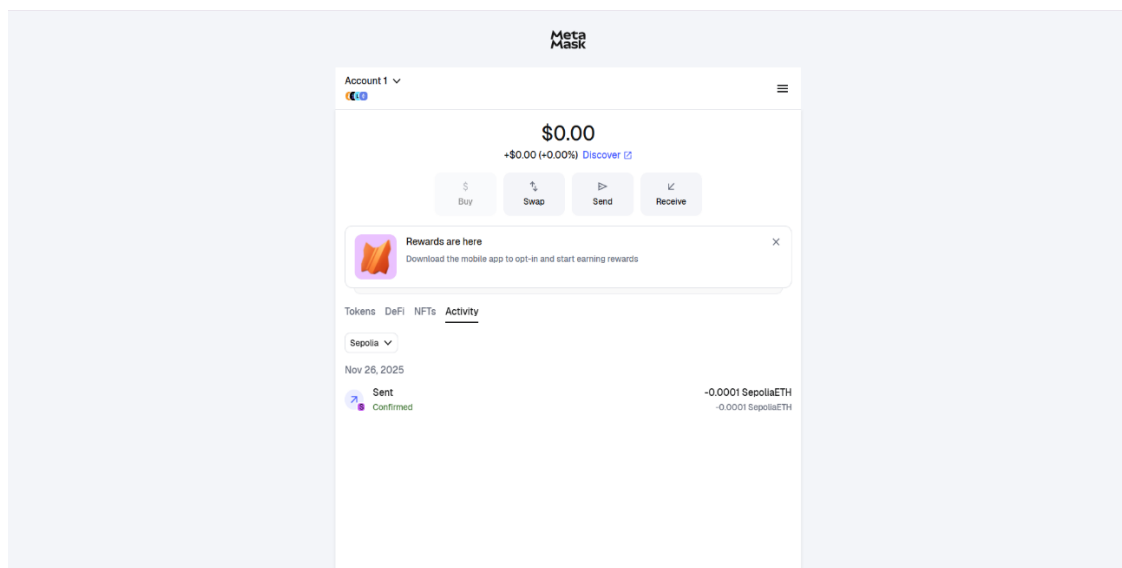 Meta
Mask
Account 1
$0.00
+$0.00 (+0.00%) Discover
$
Buy
Swap
Send
Receive
Rewards are here
Download the mobile app to opt-in and start earning rewards
Tokens DeFi NFTs Activity
Sepolia
Nov 26, 2025
Sent -0.0001 SepoliaETH
S Confirmed -0.0001 SepoliaETH